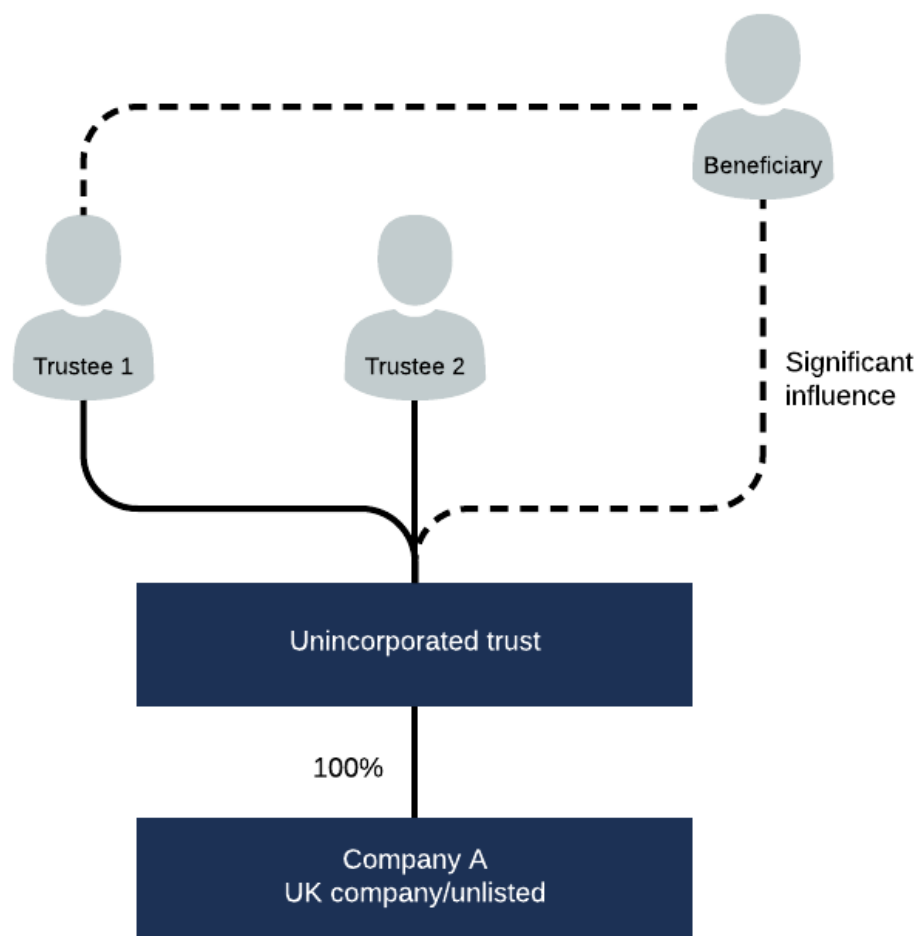 Beneficiary
Trustee 1
Trustee 2
Significant
influence
Unincorporated trust
100%
Company A
UK company/unlisted